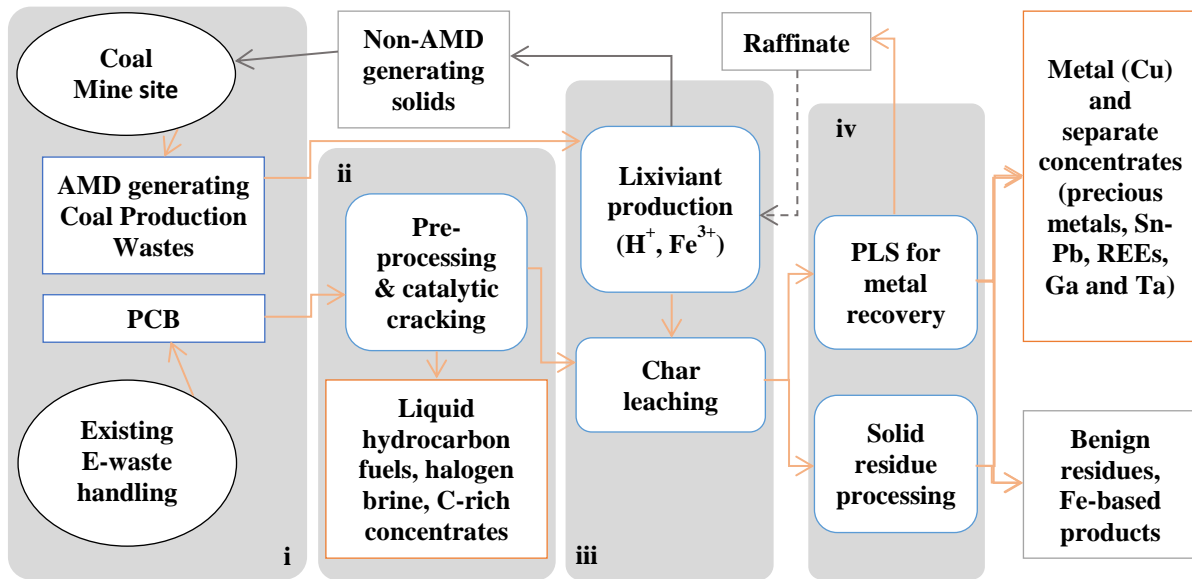 Coal
Mine site
Non-AMD
generating
solids
Raffinate
Metal (Cu)
and
separate
concentrates
(precious
metals, Sn-
Pb, REEs,
Ga and Ta)
AMD generating
Coal Production
Wastes
PCB
Existing
E-waste
handling
i
ii
Pre-
processing
& catalytic
cracking
Liquid
hydrocarbon
fuels, halogen
brine, C-rich
concentrates
Lixiviant
production
(H⁺, Fe³⁺)
Char
leaching
iii
iv
PLS for
metal
recovery
Solid
residue
processing
Benign
residues,
Fe-based
products